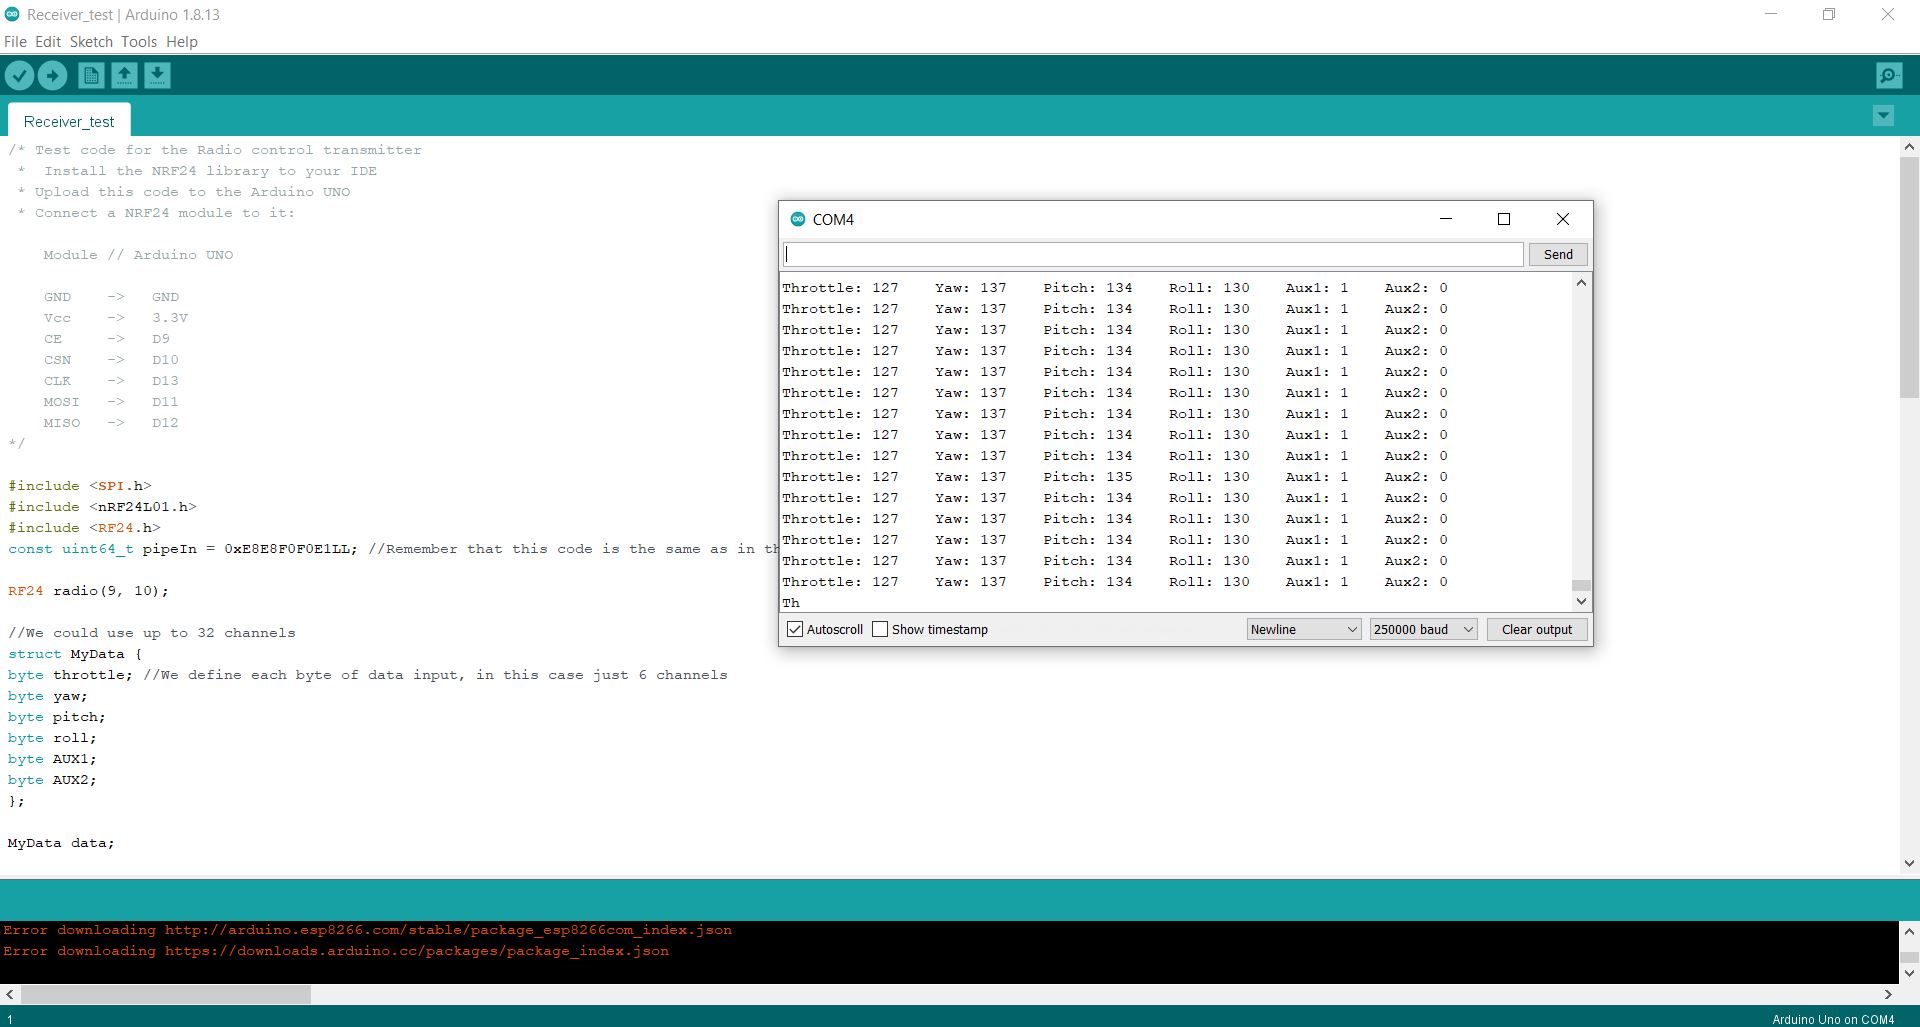 Receiver_test | Arduino 1.8.13
File Edit Sketch Tools Help
Receiver_test
/* Test code for the Radio control transmitter
 *  Install the NRF24 library to your IDE
 * Upload this code to the Arduino UNO
 * Connect a NRF24 module to it:
Module // Arduino UNO
GND    ->   GND
Vcc    ->   3.3V
CE     ->   D9
CSN    ->   D10
CLK    ->   D13
MOSI   ->   D11
MISO   ->   D12
*/
#include <SPI.h>
#include <nRF24L01.h>
#include <RF24.h>
const uint64_t pipeIn = 0xE8E8F0F0E1LL; //Remember that this code is the same as in th
RF24 radio(9, 10);
//We could use up to 32 channels
struct MyData {
byte throttle; //We define each byte of data input, in this case just 6 channels
byte yaw;
byte pitch;
byte roll;
byte AUX1;
byte AUX2;
};
MyData data;
COM4
Send
Throttle: 127    Yaw: 137    Pitch: 134    Roll: 130    Aux1: 1    Aux2: 0
Throttle: 127    Yaw: 137    Pitch: 134    Roll: 130    Aux1: 1    Aux2: 0
Throttle: 127    Yaw: 137    Pitch: 134    Roll: 130    Aux1: 1    Aux2: 0
Throttle: 127    Yaw: 137    Pitch: 134    Roll: 130    Aux1: 1    Aux2: 0
Throttle: 127    Yaw: 137    Pitch: 134    Roll: 130    Aux1: 1    Aux2: 0
Throttle: 127    Yaw: 137    Pitch: 134    Roll: 130    Aux1: 1    Aux2: 0
Throttle: 127    Yaw: 137    Pitch: 134    Roll: 130    Aux1: 1    Aux2: 0
Throttle: 127    Yaw: 137    Pitch: 134    Roll: 130    Aux1: 1    Aux2: 0
Throttle: 127    Yaw: 137    Pitch: 134    Roll: 130    Aux1: 1    Aux2: 0
Throttle: 127    Yaw: 137    Pitch: 135    Roll: 130    Aux1: 1    Aux2: 0
Throttle: 127    Yaw: 137    Pitch: 134    Roll: 130    Aux1: 1    Aux2: 0
Throttle: 127    Yaw: 137    Pitch: 134    Roll: 130    Aux1: 1    Aux2: 0
Throttle: 127    Yaw: 137    Pitch: 134    Roll: 130    Aux1: 1    Aux2: 0
Throttle: 127    Yaw: 137    Pitch: 134    Roll: 130    Aux1: 1    Aux2: 0
Throttle: 127    Yaw: 137    Pitch: 134    Roll: 130    Aux1: 1    Aux2: 0
Th
Autoscroll Show timestamp Newline 250000 baud Clear output
Error downloading http://arduino.esp8266.com/stable/package_esp8266com_index.json
Error downloading https://downloads.arduino.cc/packages/package_index.json
1 Arduino Uno on COM4